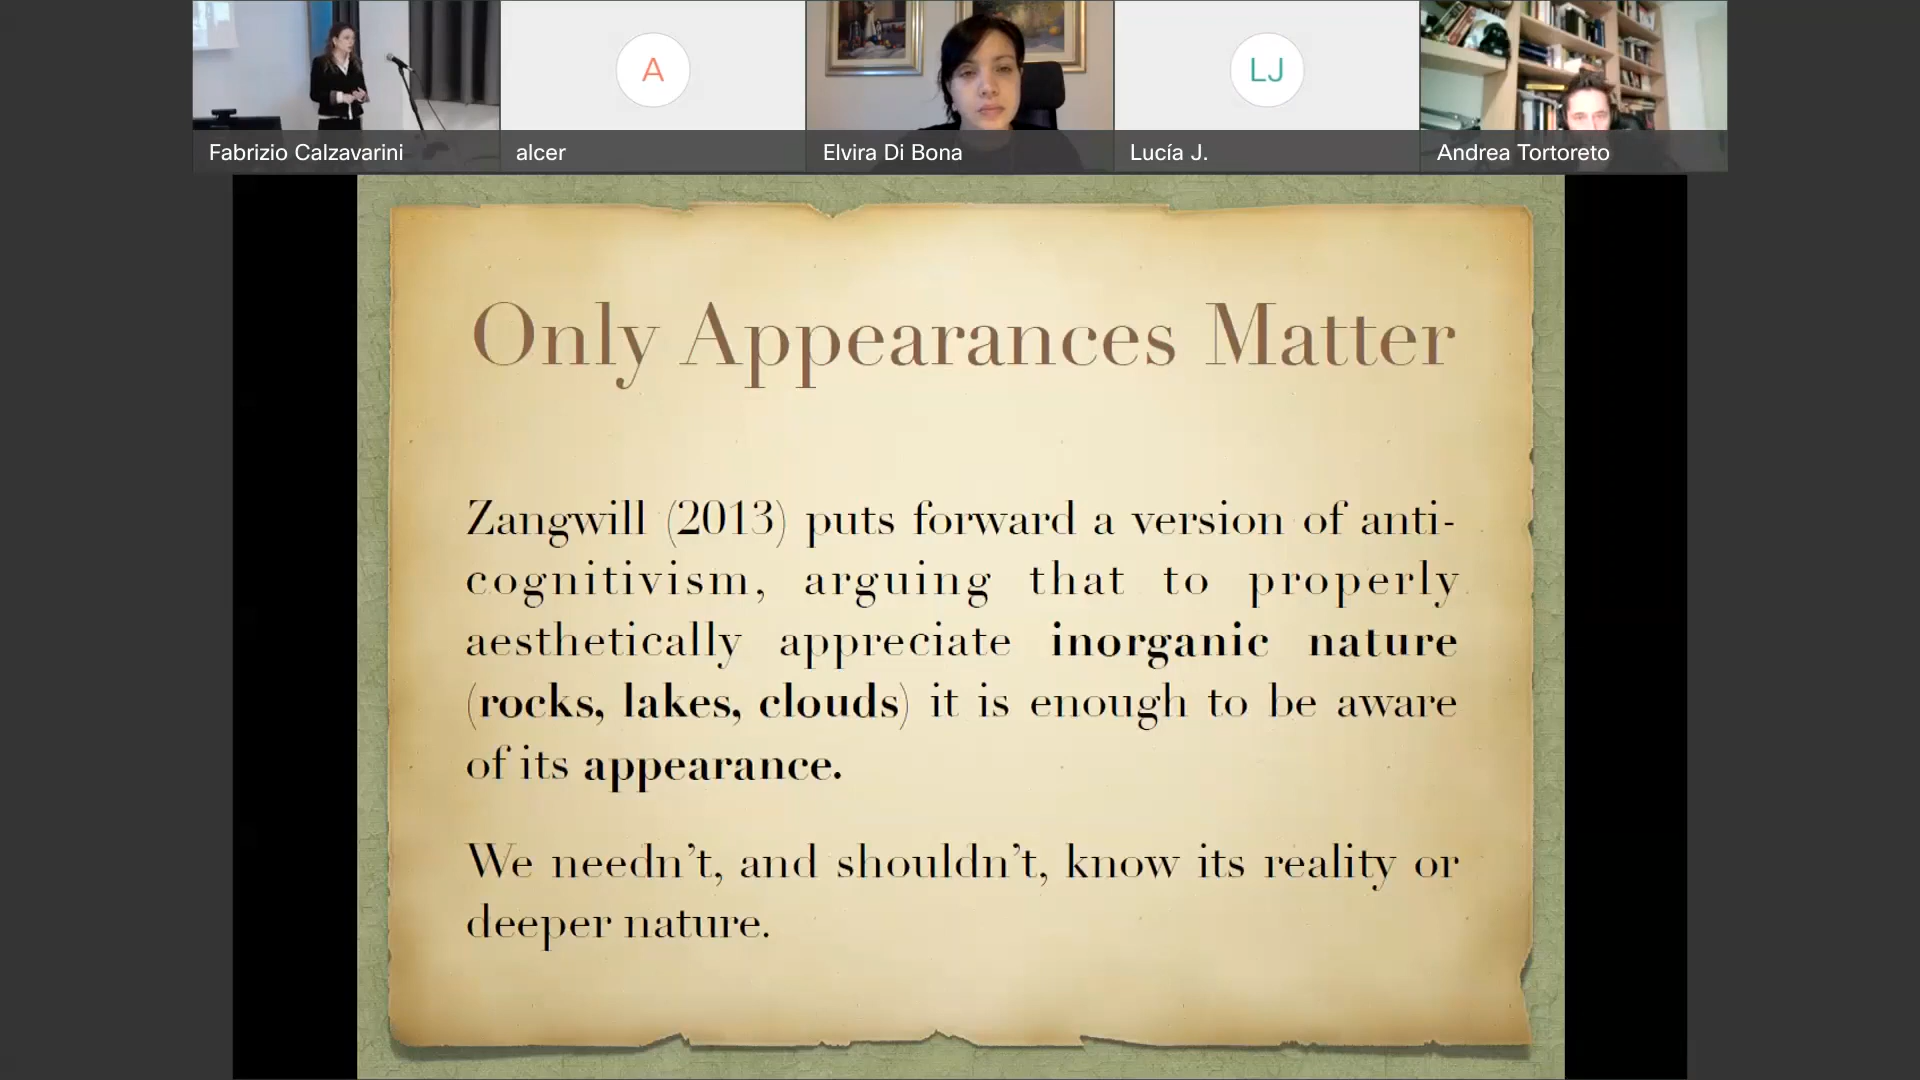 Fabrizio Calzavarini
A
alcer
Elvira Di Bona
LJ
Lucía J.
Andrea Tortoreto
Only Appearances Matter
Zangwill (2013) puts forward a version of anti-
cognitivism, arguing that to properly
aesthetically appreciate inorganic nature
(rocks, lakes, clouds) it is enough to be aware
of its appearance.
We needn’t, and shouldn’t, know its reality or
deeper nature.